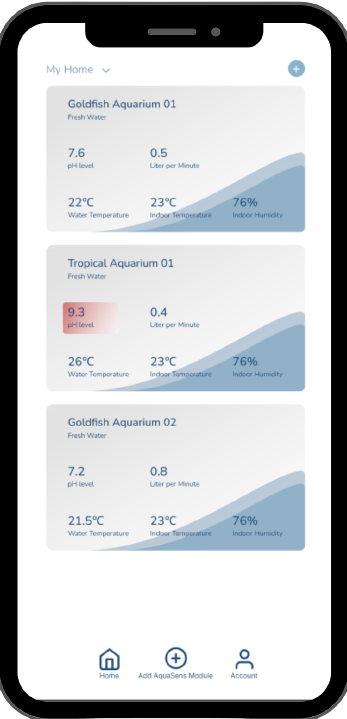 My Home
Goldfish Aquarium 01
Fresh Water
7.6 0.5
pH level Liter per Minute
22°C 23°C 76%
Water Temperature Indoor Temperature Indoor Humidity
Tropical Aquarium 01
Fresh Water
9.3 0.4
pH level Liter per Minute
26°C 23°C 76%
Water Temperature Indoor Temperature Indoor Humidity
Goldfish Aquarium 02
Fresh Water
7.2 0.8
pH level Liter per Minute
21.5°C 23°C 76%
Water Temperature Indoor Temperature Indoor Humidity
Home Add AquaSens Module Account